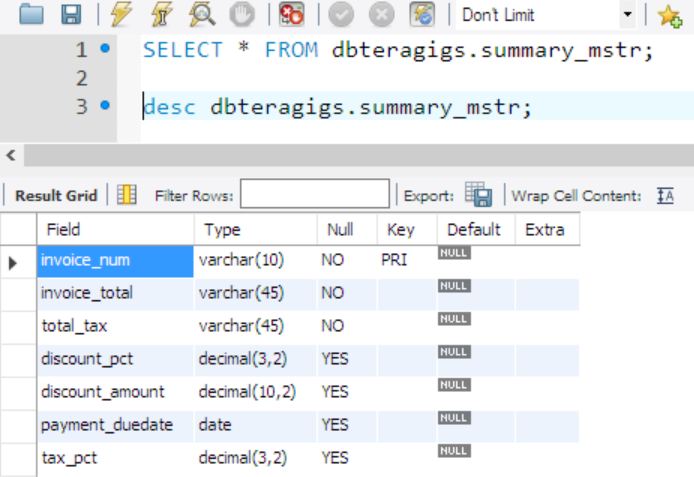 Don't Limit
1 SELECT * FROM dbteragigs.summary_mstr;
2
3 desc dbteragigs.summary_mstr;
Result Grid Filter Rows: Export: Wrap Cell Content: IA
Field Type Null Key Default Extra
invoice_num varchar(10) NO PRI NULL
invoice_total varchar(45) NO NULL
total_tax varchar(45) NO NULL
discount_pct decimal(3,2) YES NULL
discount_amount decimal(10,2) YES NULL
payment_duedate date YES NULL
tax_pct decimal(3,2) YES NULL